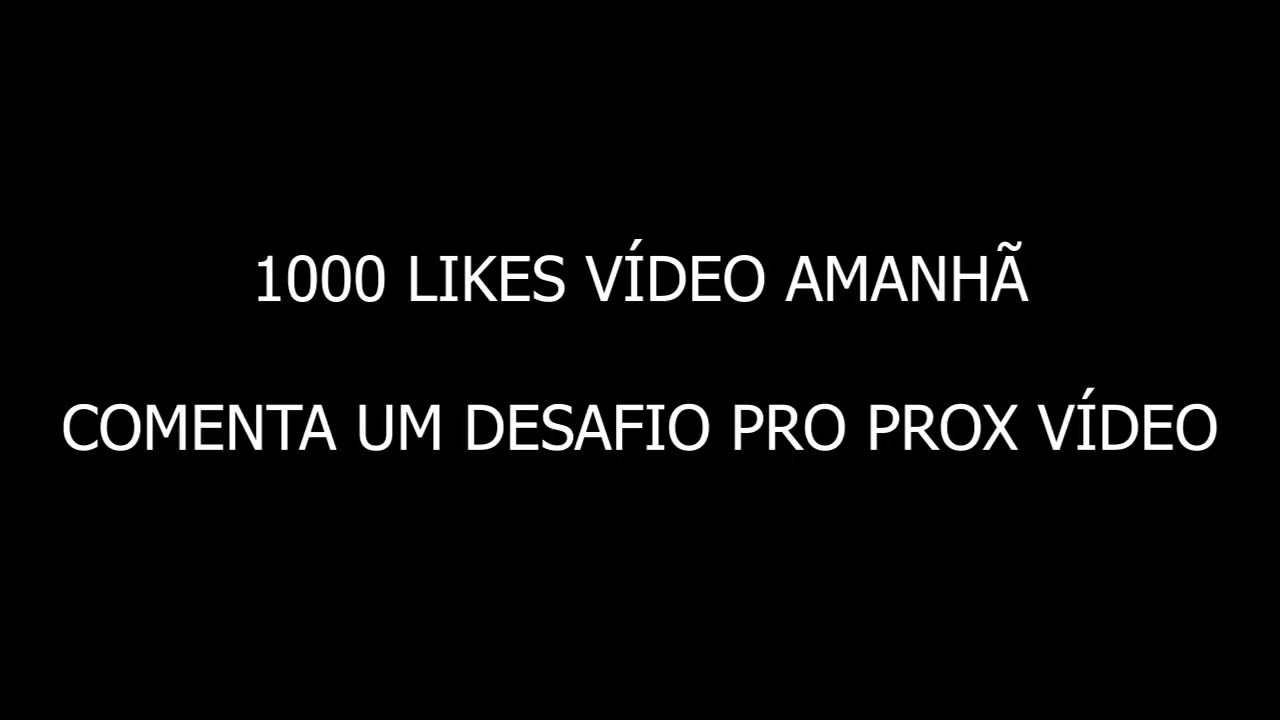 1000 LIKES VÍDEO AMANHÃ
COMENTA UM DESAFIO PRO PROX VÍDEO